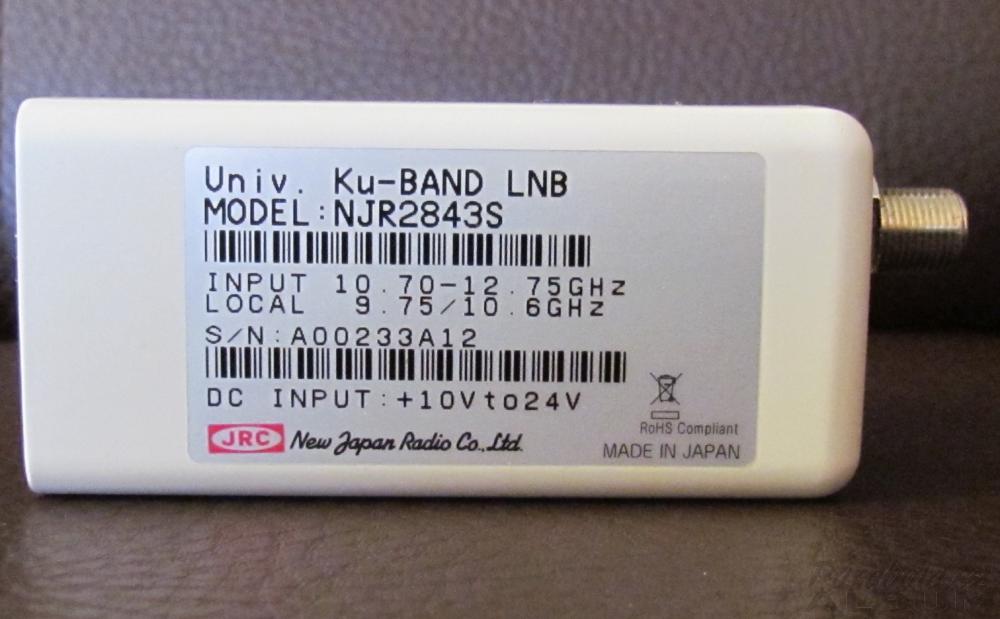 Univ. Ku-BAND LNB
MODEL:NJR2843S
INPUT 10.70-12.75GHz
LOCAL 9.75/10.6GHz
S/N:A00233A12
DC INPUT:+10Vto24V
RoHS Compliant
JRC New Japan Radio Co.,Ltd.
MADE IN JAPAN